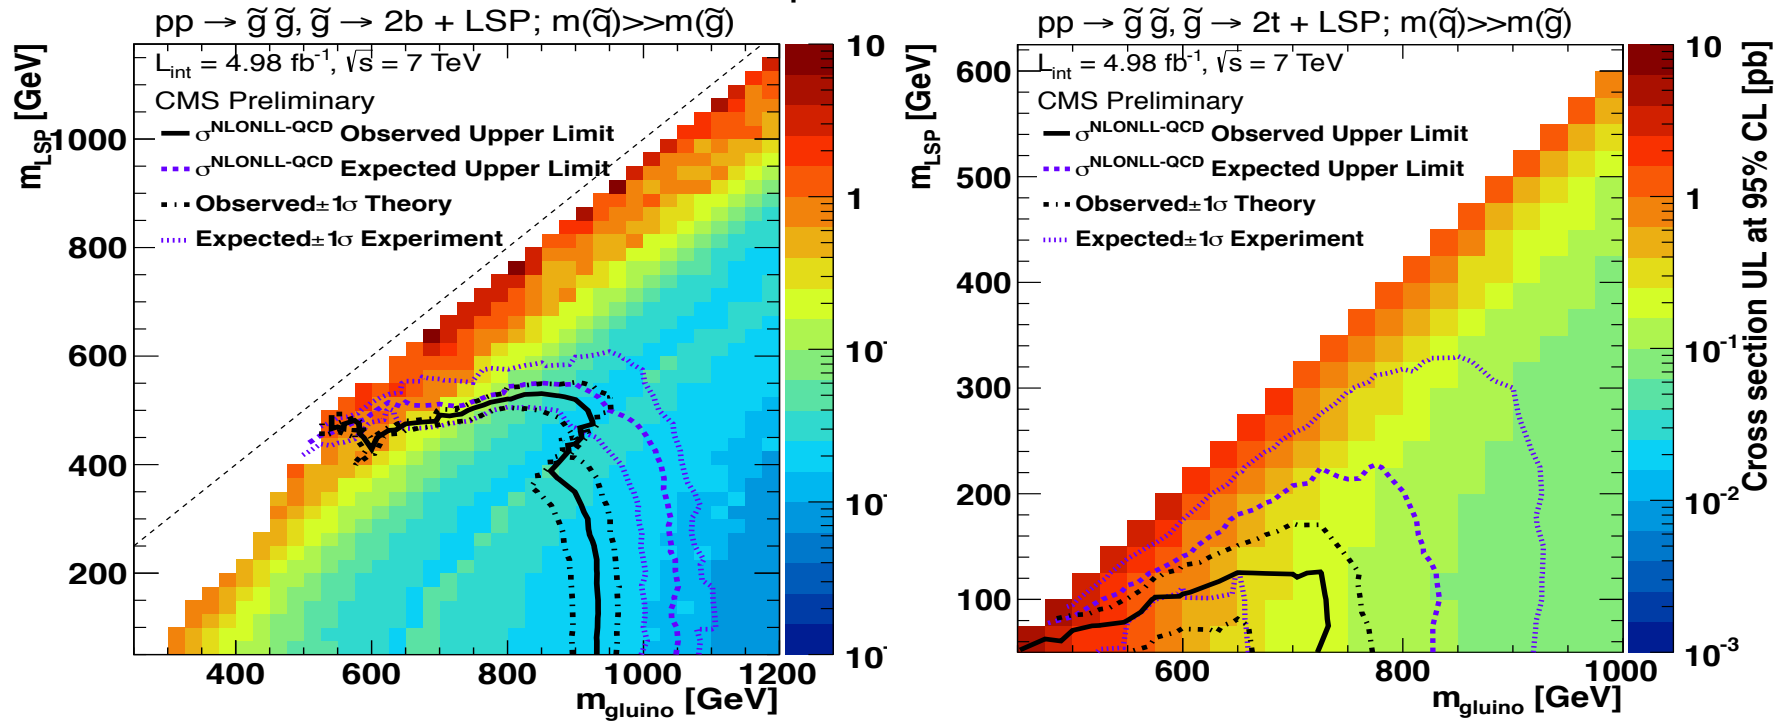 pp → g̃ g̃, g̃ → 2b + LSP; m(q̃)>>m(g̃)
L_int = 4.98 fb⁻¹, √s = 7 TeV
CMS Preliminary
σ^NLONLL-QCD Observed Upper Limit
σ^NLONLL-QCD Expected Upper Limit
Observed±1σ Theory
Expected±1σ Experiment
m_LSP [GeV]
1000
800
600
400
200
400 600 800 1000 1200
m_gluino [GeV]
10
1
10
10
10
pp → g̃ g̃, g̃ → 2t + LSP; m(q̃)>>m(g̃)
L_int = 4.98 fb⁻¹, √s = 7 TeV
CMS Preliminary
σ^NLONLL-QCD Observed Upper Limit
σ^NLONLL-QCD Expected Upper Limit
Observed±1σ Theory
Expected±1σ Experiment
m_LSP [GeV]
600
500
400
300
200
100
600 800 1000
m_gluino [GeV]
10
1
10⁻¹
10⁻²
10⁻³
Cross section UL at 95% CL [pb]